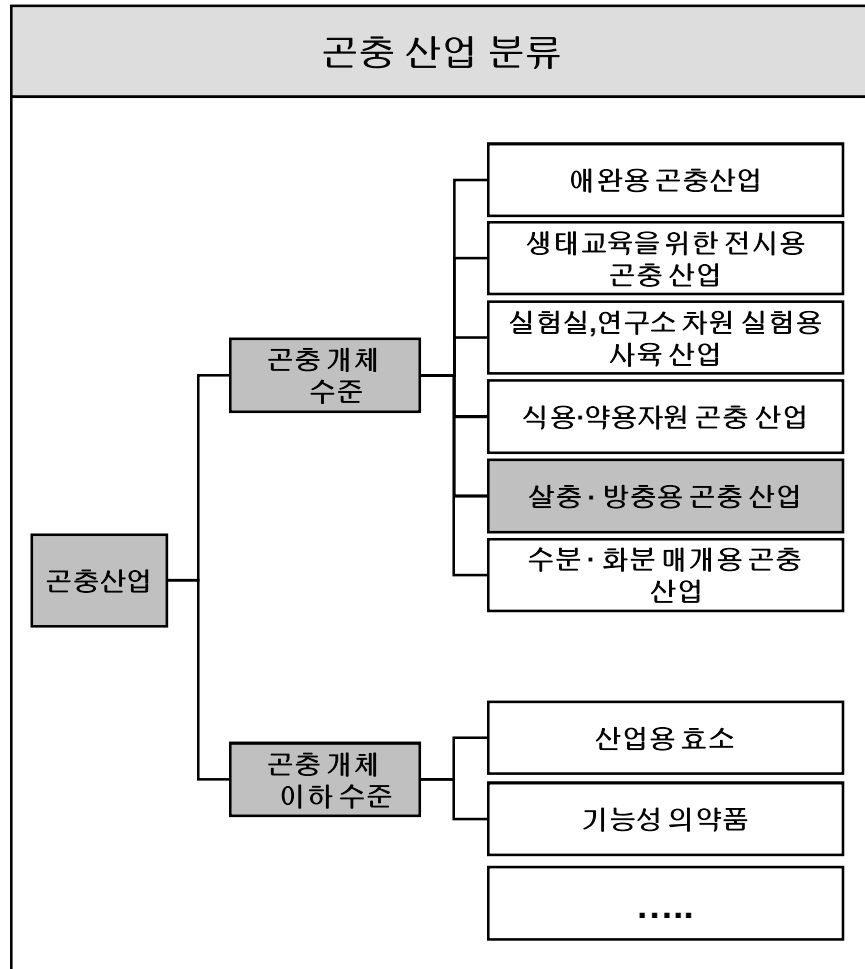 곤충 산업 분류
애완용 곤충산업
생태교육을 위한 전시용
곤충 산업
실험실,연구소 차원 실험용
사육 산업
곤충 개체
수준
식용·약용자원 곤충 산업
살충·방충용 곤충 산업
수분·화분 매개용 곤충
산업
곤충산업
곤충 개체
이하 수준
산업용 효소
기능성 의약품
.....